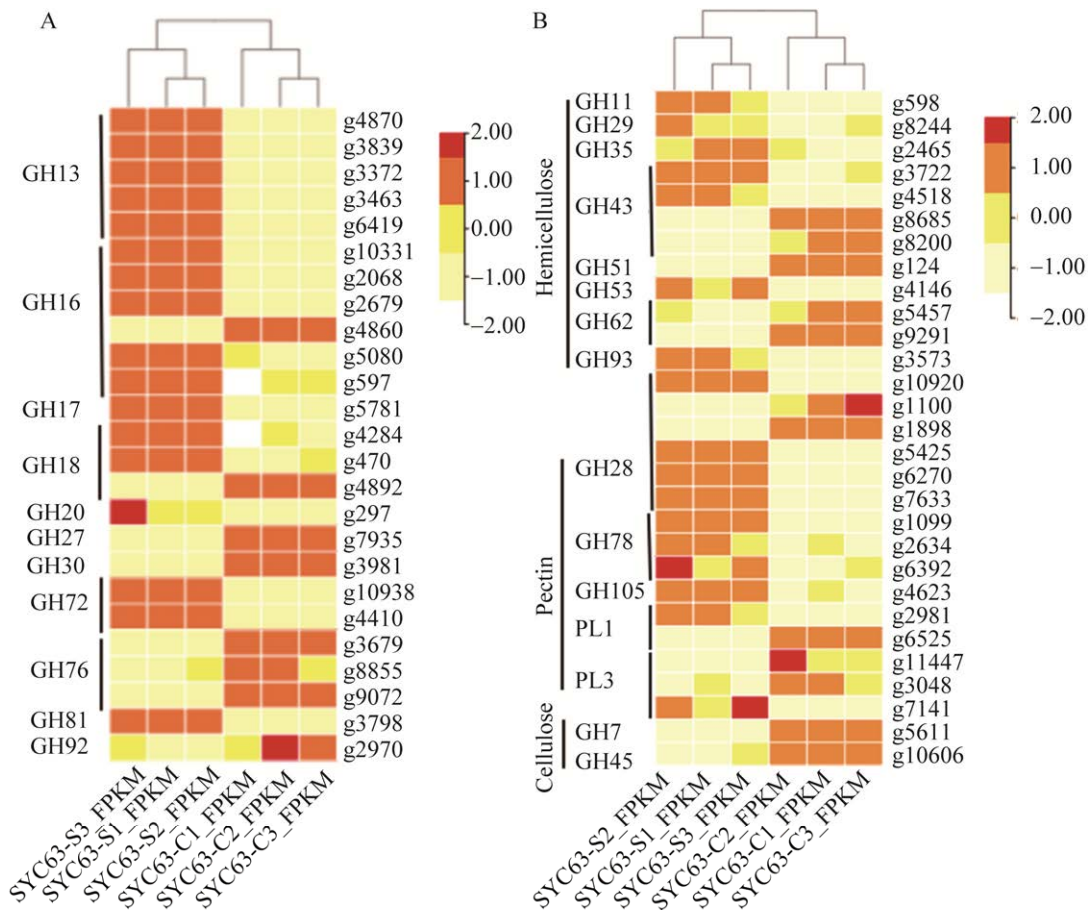 A
GH13
GH16
GH17
GH18
GH20
GH27
GH30
GH72
GH76
GH81
GH92
g4870
g3839
g3372
g3463
g6419
g10331
g2068
g2679
g4860
g5080
g597
g5781
g4284
g470
g4892
g297
g7935
g3981
g10938
g4410
g3679
g8855
g9072
g3798
g2970
2.00
1.00
0.00
−1.00
−2.00
SYC63-S3_FPKM
SYC63-S1_FPKM
SYC63-S2_FPKM
SYC63-C1_FPKM
SYC63-C2_FPKM
SYC63-C3_FPKM
B
Hemicellulose
Pectin
Cellulose
GH11
GH29
GH35
GH43
GH51
GH53
GH62
GH93
GH28
GH78
GH105
PL1
PL3
GH7
GH45
g598
g8244
g2465
g3722
g4518
g8685
g8200
g124
g4146
g5457
g9291
g3573
g10920
g1100
g1898
g5425
g6270
g7633
g1099
g2634
g6392
g4623
g2981
g6525
g11447
g3048
g7141
g5611
g10606
2.00
1.00
0.00
−1.00
−2.00
SYC63-S2_FPKM
SYC63-S1_FPKM
SYC63-S3_FPKM
SYC63-C2_FPKM
SYC63-C1_FPKM
SYC63-C3_FPKM